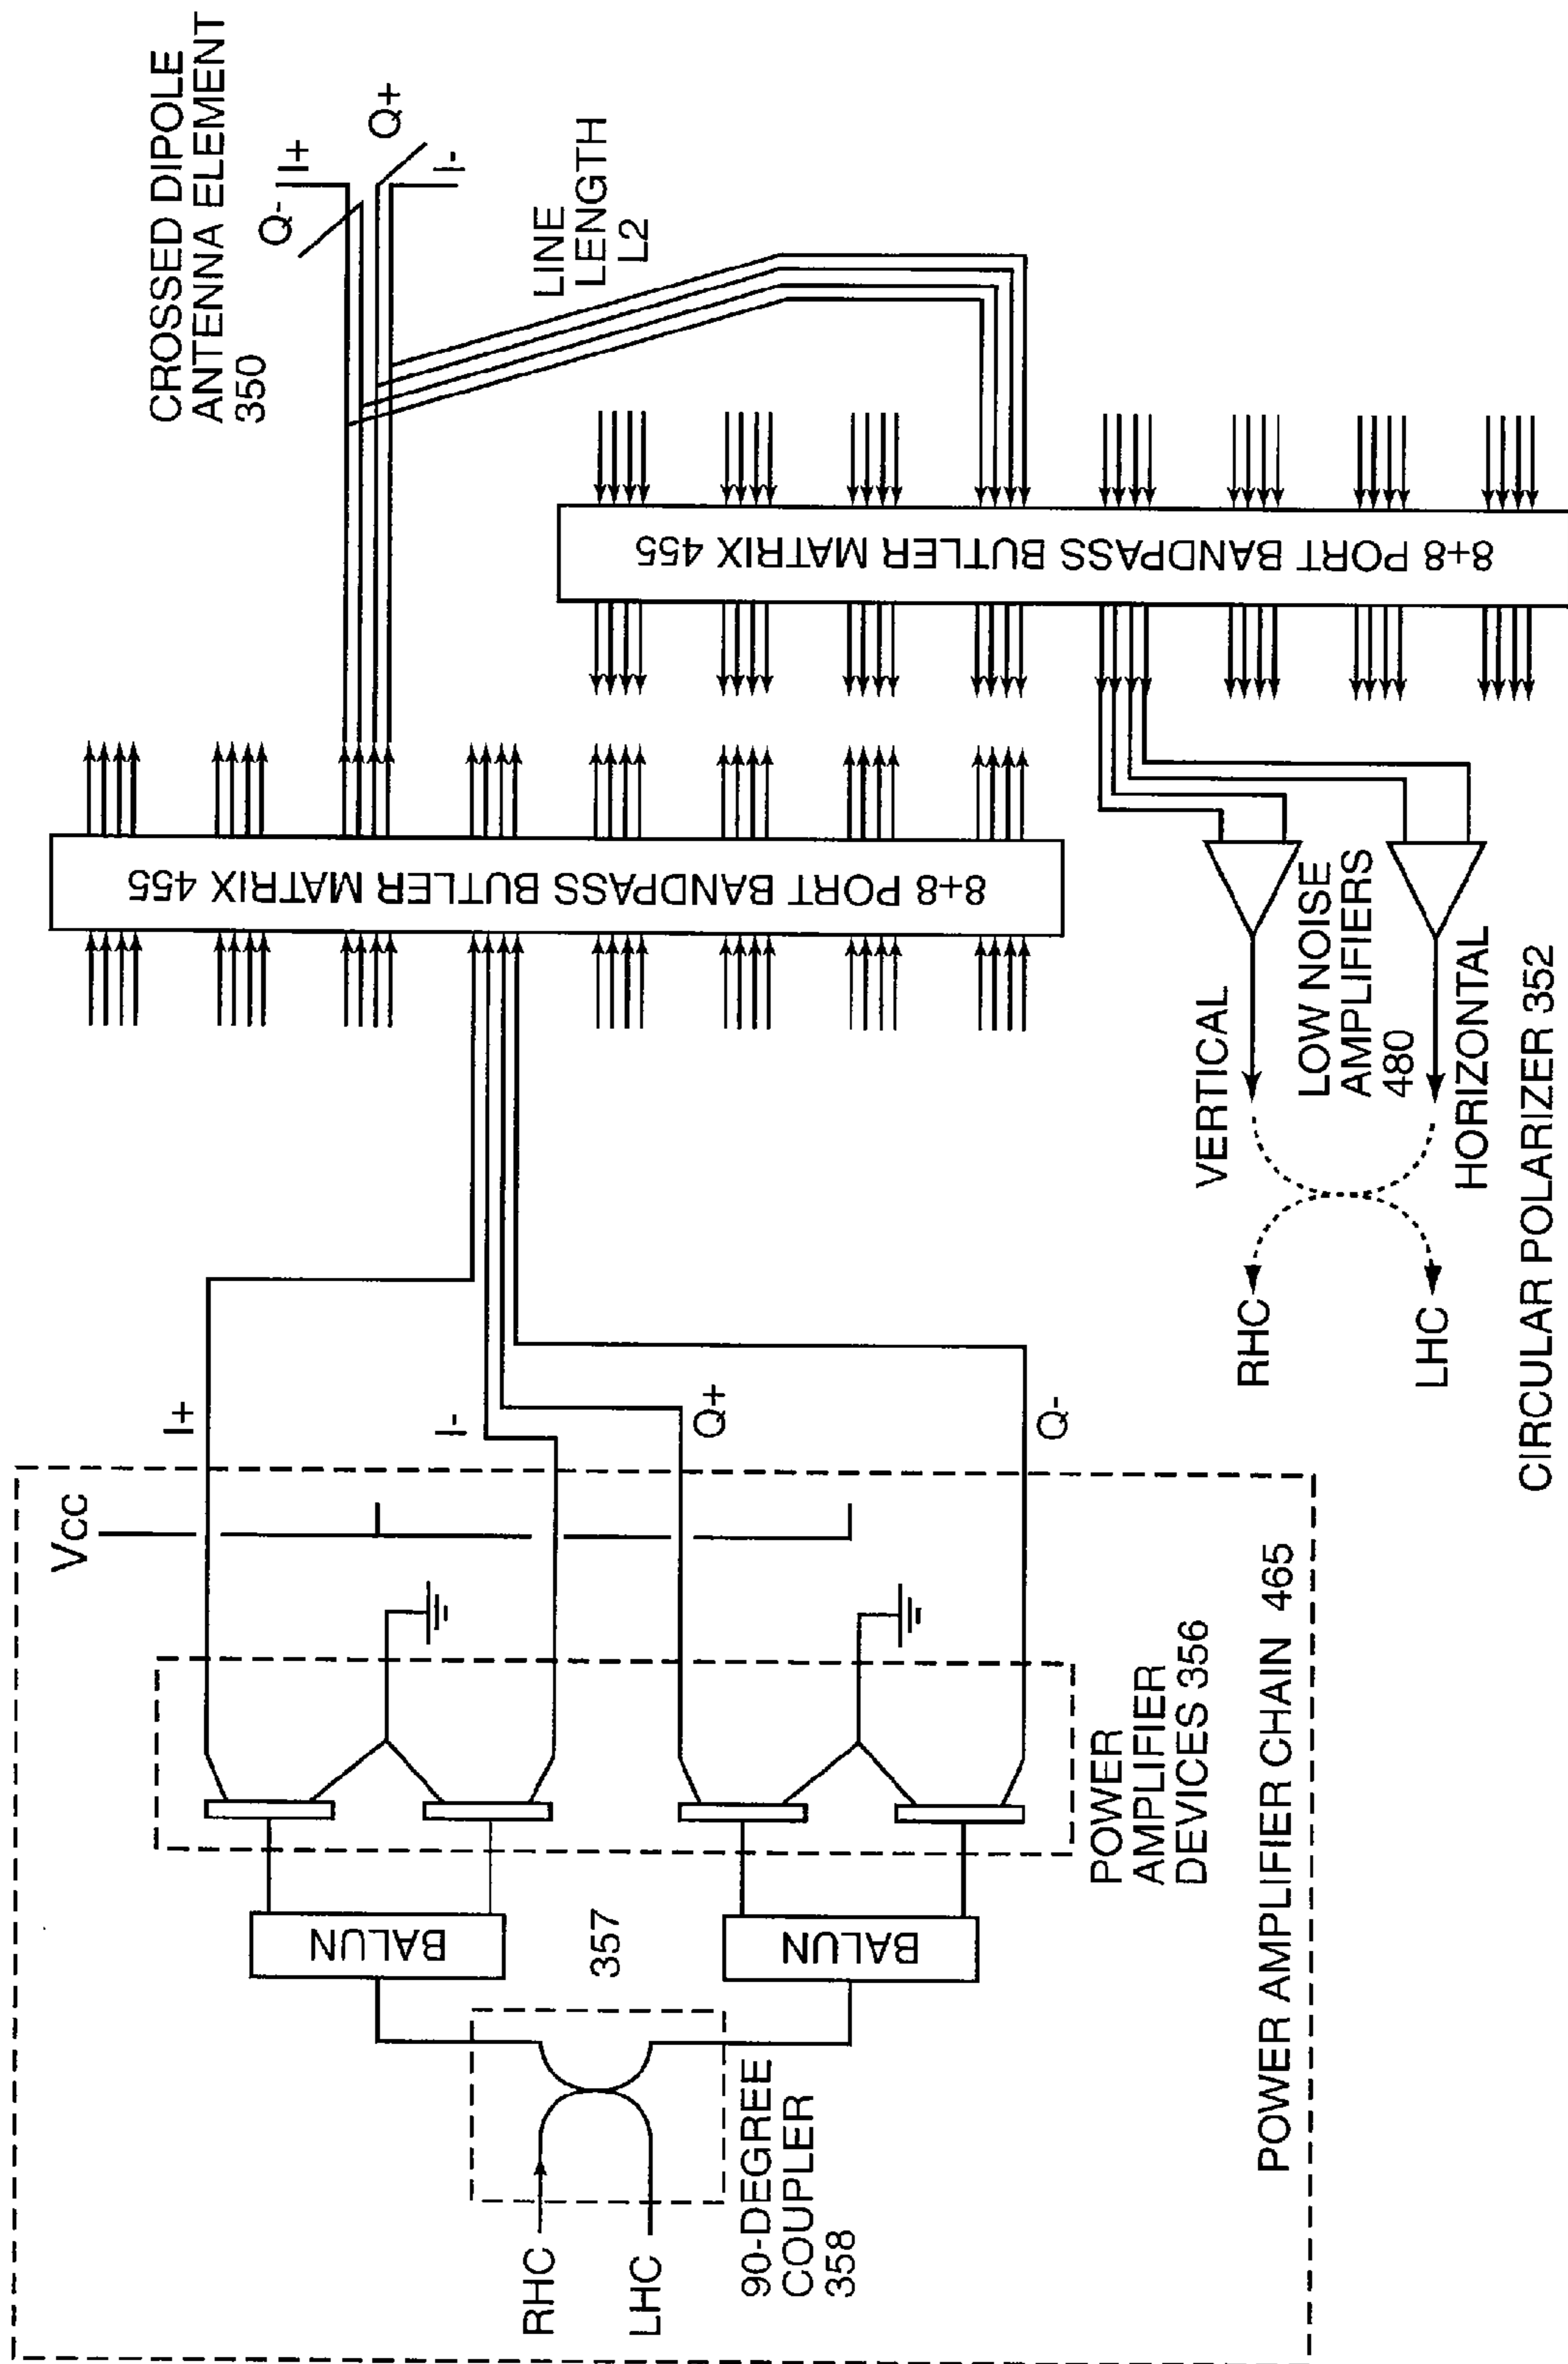 CROSSED DIPOLE
ANTENNA ELEMENT
350
Q-
I+
Q+
I-
LINE
LENGTH
L2
8+8 PORT BANDPASS BUTLER MATRIX 455
8+8 PORT BANDPASS BUTLER MATRIX 455
VERTICAL
LOW NOISE
AMPLIFIERS
480
HORIZONTAL
RHC
LHC
CIRCULAR POLARIZER 352
I+
I-
Q+
Q-
Vcc
POWER
AMPLIFIER
DEVICES 356
BALUN
357
BALUN
RHC
LHC
90-DEGREE
COUPLER
358
POWER AMPLIFIER CHAIN 465